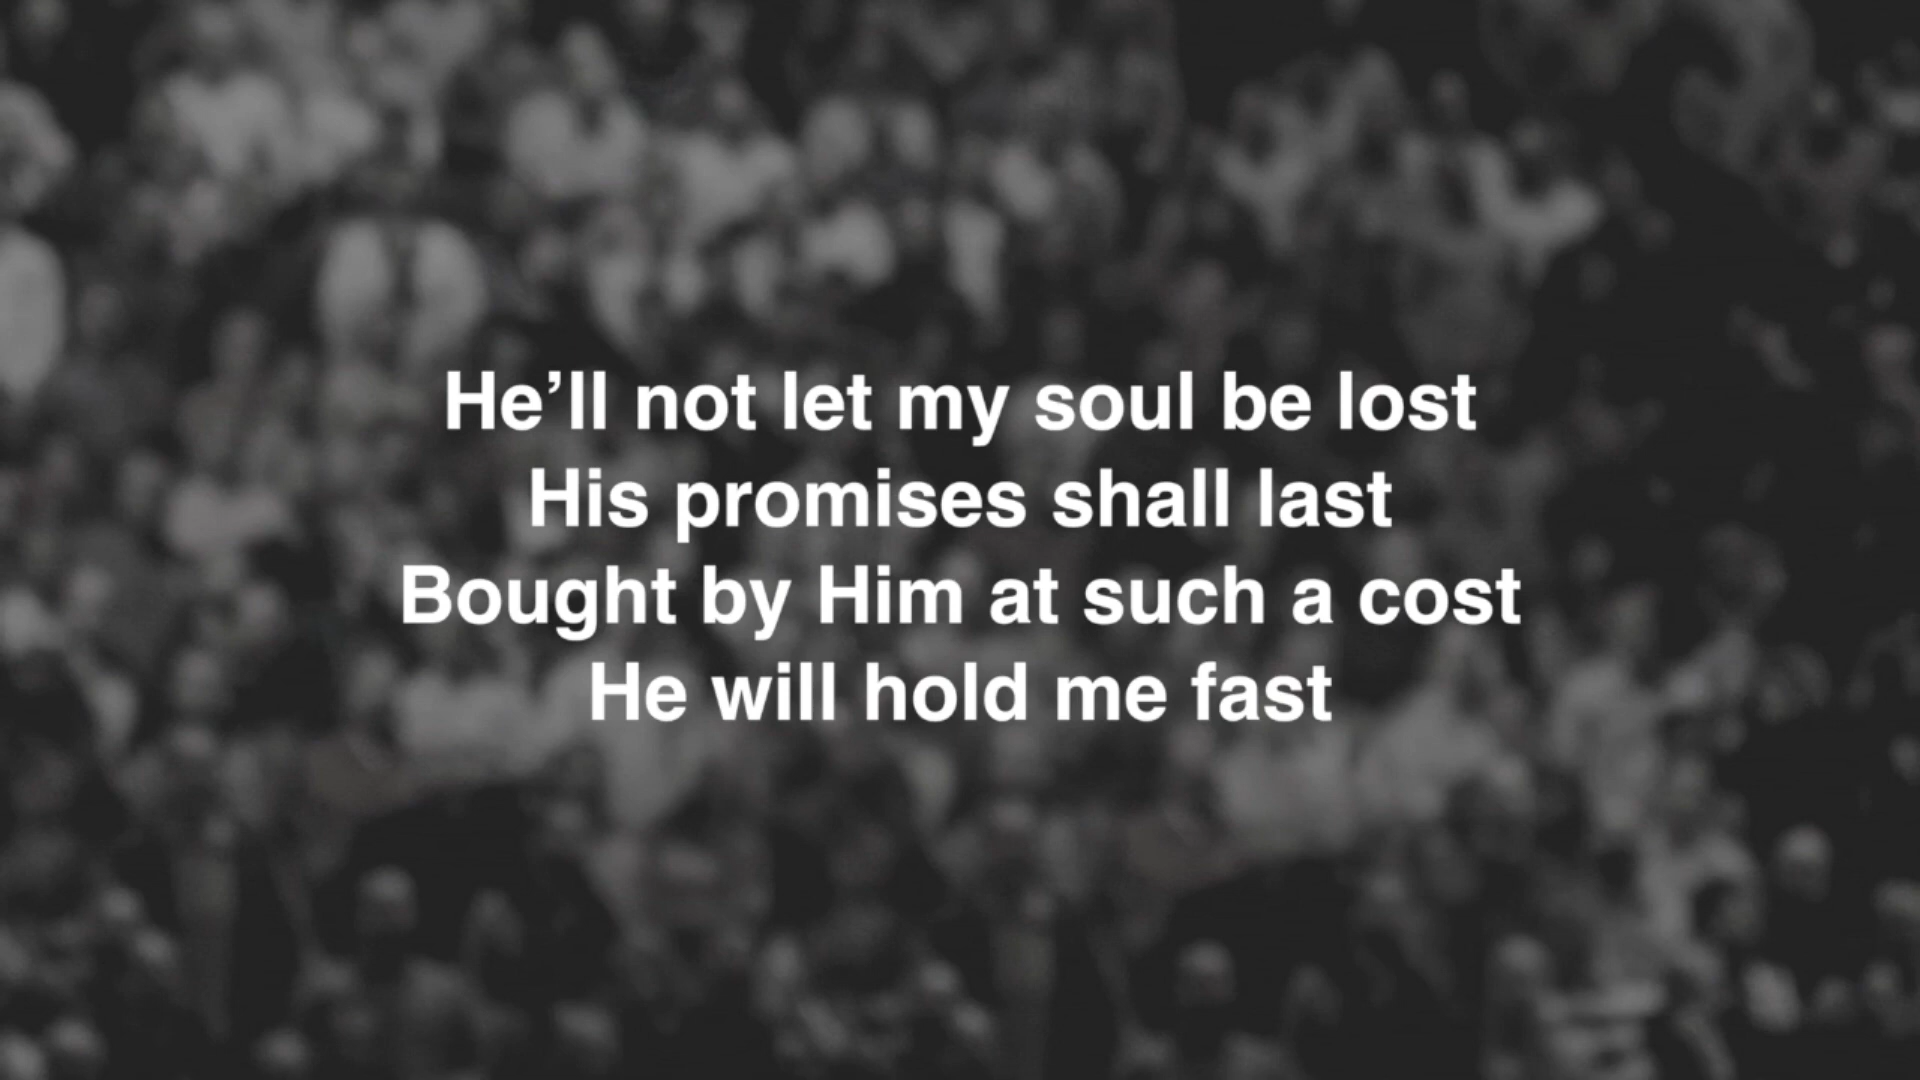 He’ll not let my soul be lost
His promises shall last
Bought by Him at such a cost
He will hold me fast